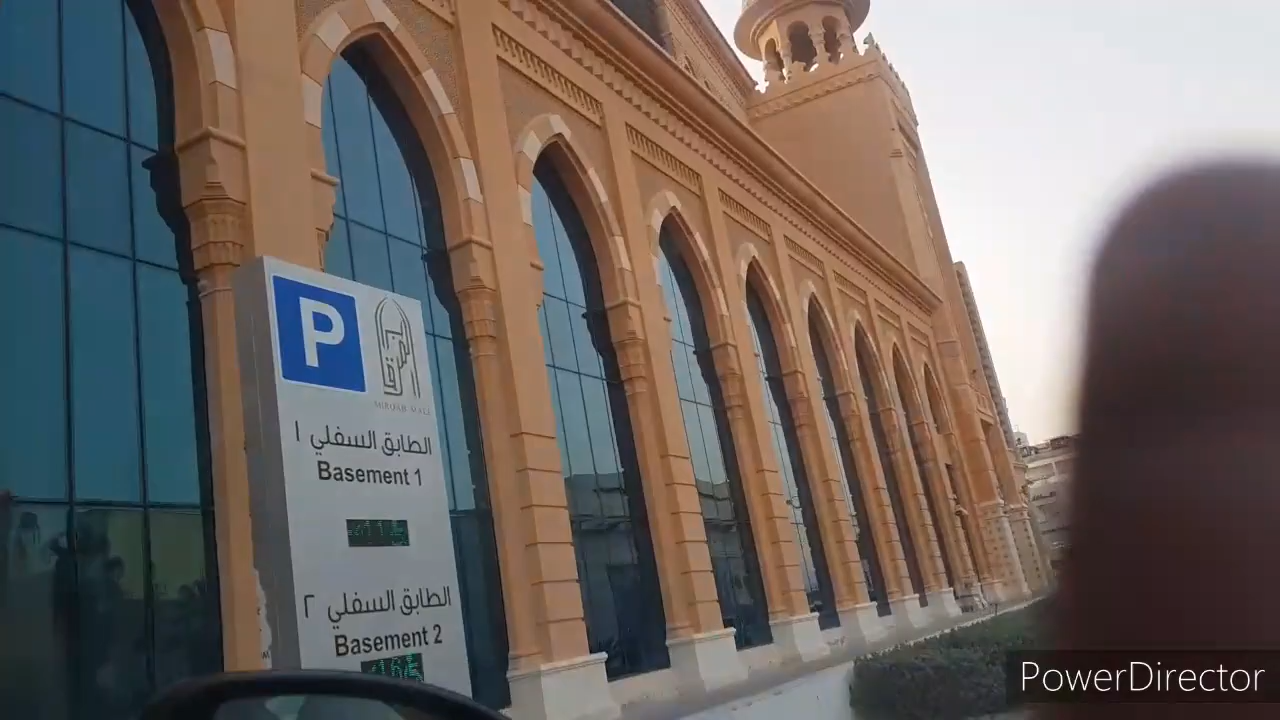 P
MIRQAB MALL
الطابق السفلي ١
Basement 1
الطابق السفلي ٢
Basement 2
PowerDirector